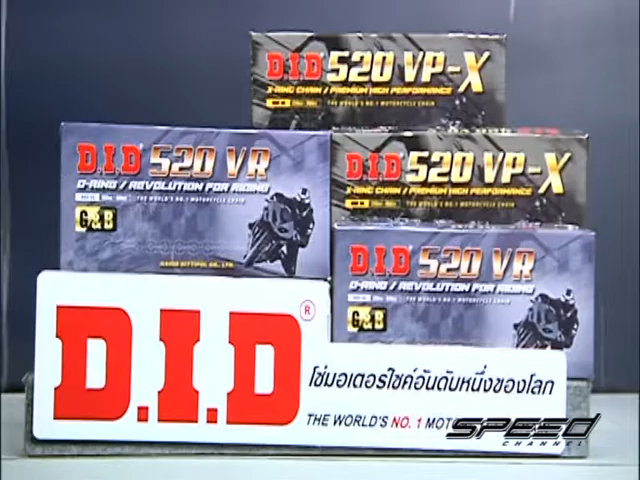 D.I.D 520 VP-X
X-RING CHAIN / PREMIUM HIGH PERFORMANCE
THE WORLD'S NO.1 MOTORCYCLE CHAIN
D.I.D 520 VR
O-RING / REVOLUTION FOR RIDING
THE WORLD'S NO.1 MOTORCYCLE CHAIN
G&B
D.I.D 520 VP-X
X-RING CHAIN / PREMIUM HIGH PERFORMANCE
THE WORLD'S NO.1 MOTORCYCLE CHAIN
D.I.D 520 VR
O-RING / REVOLUTION FOR RIDING
THE WORLD'S NO.1 MOTORCYCLE CHAIN
G&B
D.I.D ®
โซ่มอเตอร์ไซค์อันดับหนึ่งของโลก
THE WORLD'S NO. 1
SPEED
CHANNEL